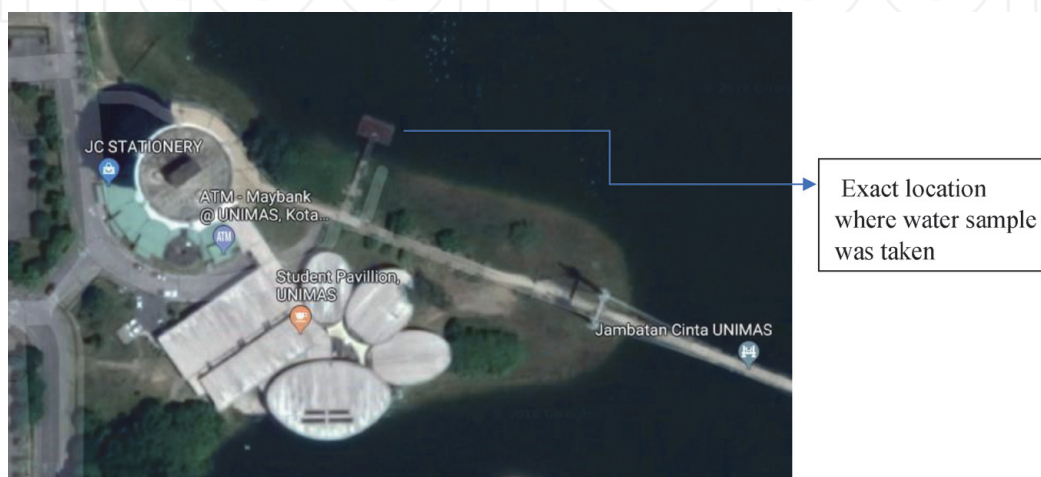 JC STATIONERY
ATM - Maybank
@ UNIMAS, Kota...
ATM
Student Pavillion,
UNIMAS
Jambatan Cinta UNIMAS
Exact location
where water sample
was taken